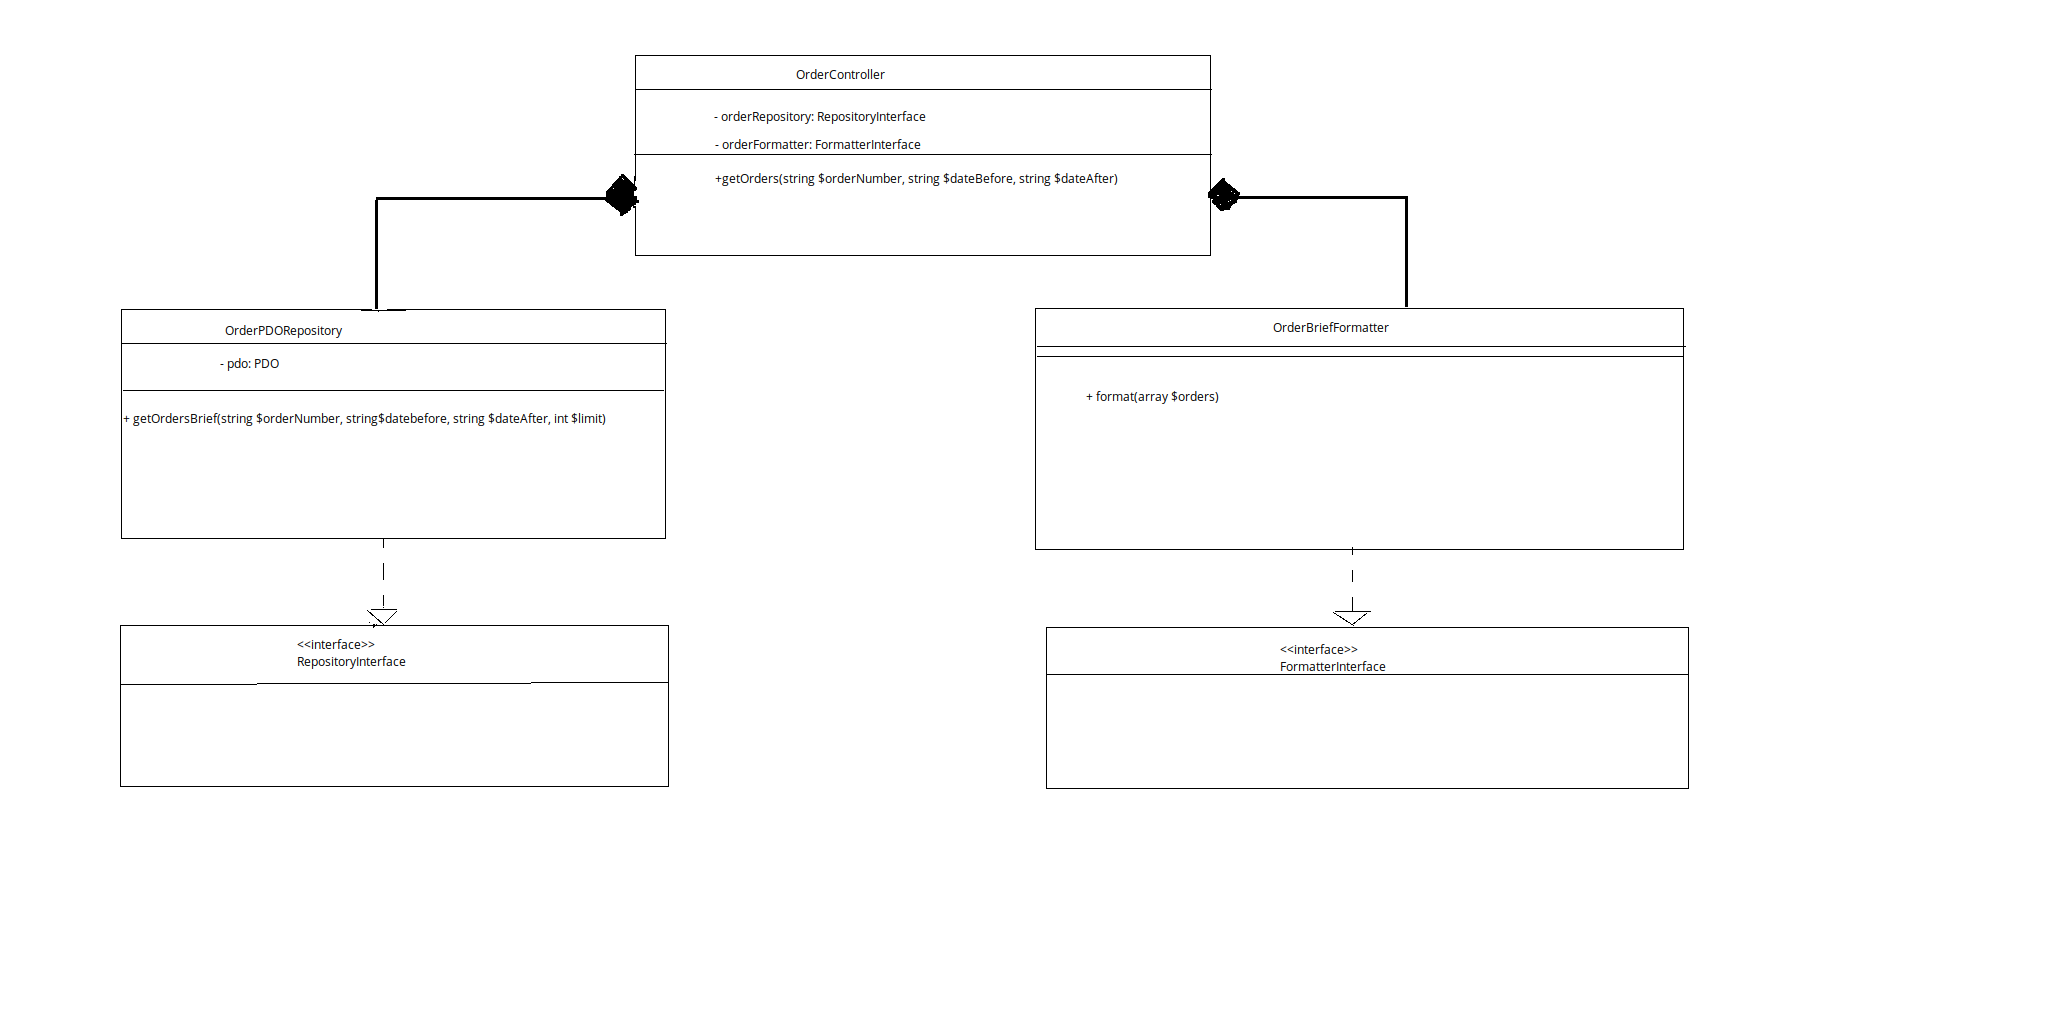 OrderController
- orderRepository: RepositoryInterface
- orderFormatter: FormatterInterface
+getOrders(string $orderNumber, string $dateBefore, string $dateAfter)
OrderPDORepository
- pdo: PDO
+ getOrdersBrief(string $orderNumber, string$datebefore, string $dateAfter, int $limit)
OrderBriefFormatter
+ format(array $orders)
<<interface>>
RepositoryInterface
<<interface>>
FormatterInterface